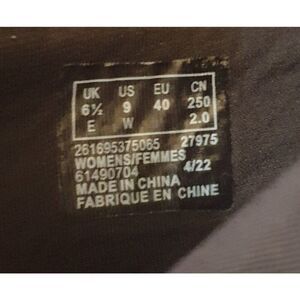 UK US EU CN
6½ 9 40 250
E W 2.0
261695375065 27975
WOMENS/FEMMES
61490704 4/22
MADE IN CHINA
FABRIQUE EN CHINE